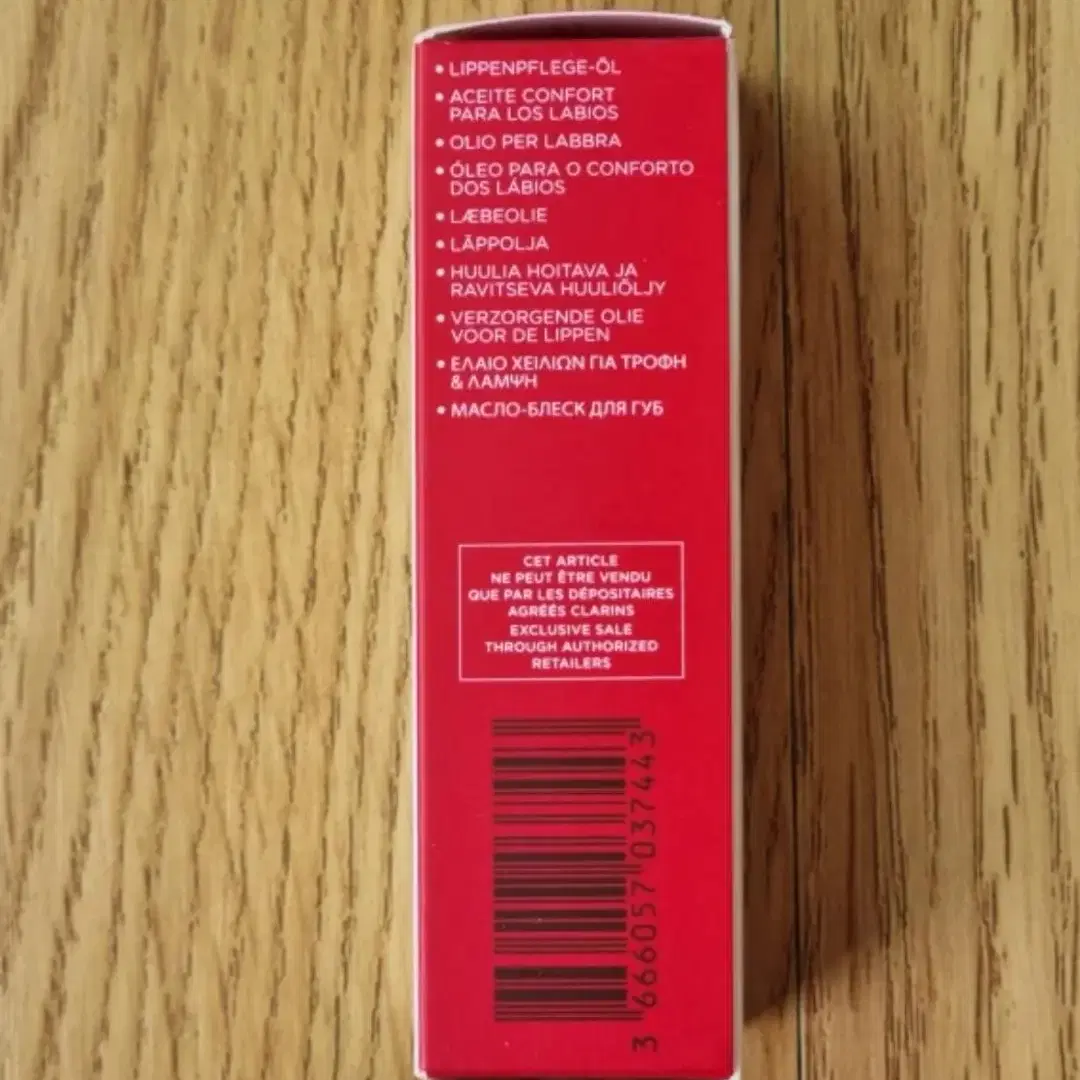 • LIPPENPFLEGE-ÖL
• ACEITE CONFORT
PARA LOS LABIOS
• OLIO PER LABBRA
• ÓLEO PARA O CONFORTO
DOS LÁBIOS
• LÆBEOLIE
• LÄPPOLJA
• HUULIA HOITAVA JA
RAVITSEVA HUULIÖLJY
• VERZORGENDE OLIE
VOOR DE LIPPEN
• ΕΛΑΙΟ ΧΕΙΛΙΩΝ ΓΙΑ ΤΡΟΦΗ
& ΛΑΜΨΗ
• МАСЛО-БЛЕСК ДЛЯ ГУБ
CET ARTICLE
NE PEUT ÊTRE VENDU
QUE PAR LES DÉPOSITAIRES
AGRÉÉS CLARINS
EXCLUSIVE SALE
THROUGH AUTHORIZED
RETAILERS
3 666057 037443